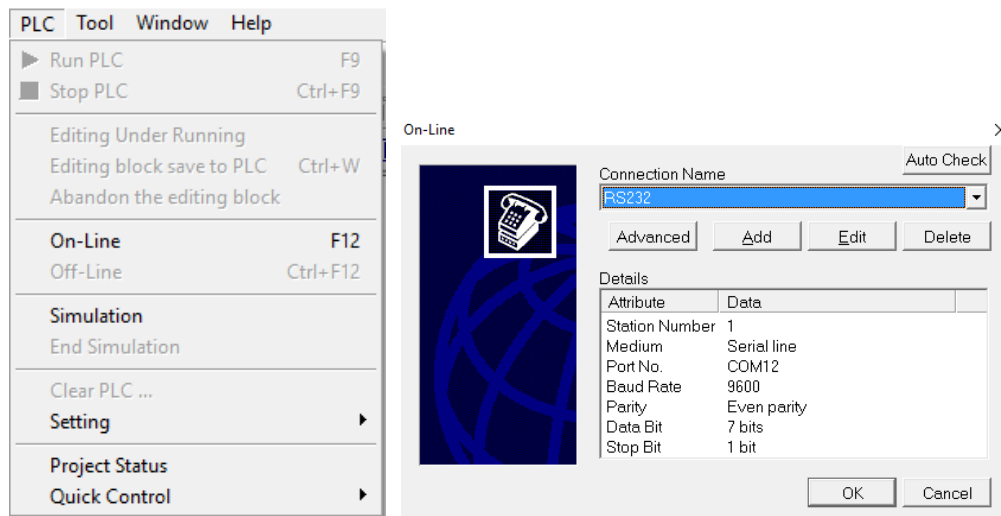 PLC Tool Window Help
Run PLC F9
Stop PLC Ctrl+F9
Editing Under Running
Editing block save to PLC Ctrl+W
Abandon the editing block
On-Line F12
Off-Line Ctrl+F12
Simulation
End Simulation
Clear PLC ...
Setting
Project Status
Quick Control
On-Line
Auto Check
Connection Name
RS232
Advanced Add Edit Delete
Details
Attribute Data
Station Number 1
Medium Serial line
Port No. COM12
Baud Rate 9600
Parity Even parity
Data Bit 7 bits
Stop Bit 1 bit
OK Cancel